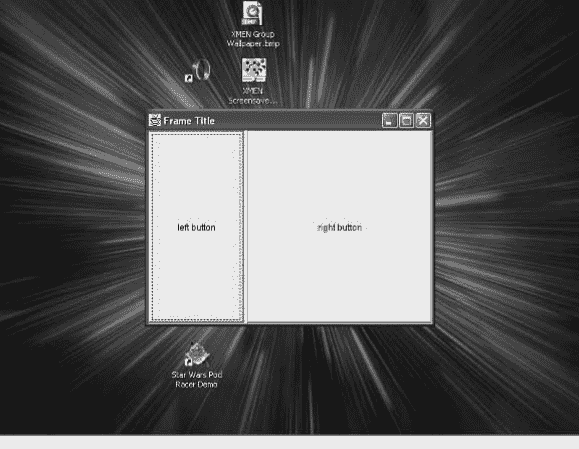 XMEN Group
Wallpaper.bmp
XMEN
Screensave...
Frame Title
left button
right button
Star Wars Pod
Racer Demo